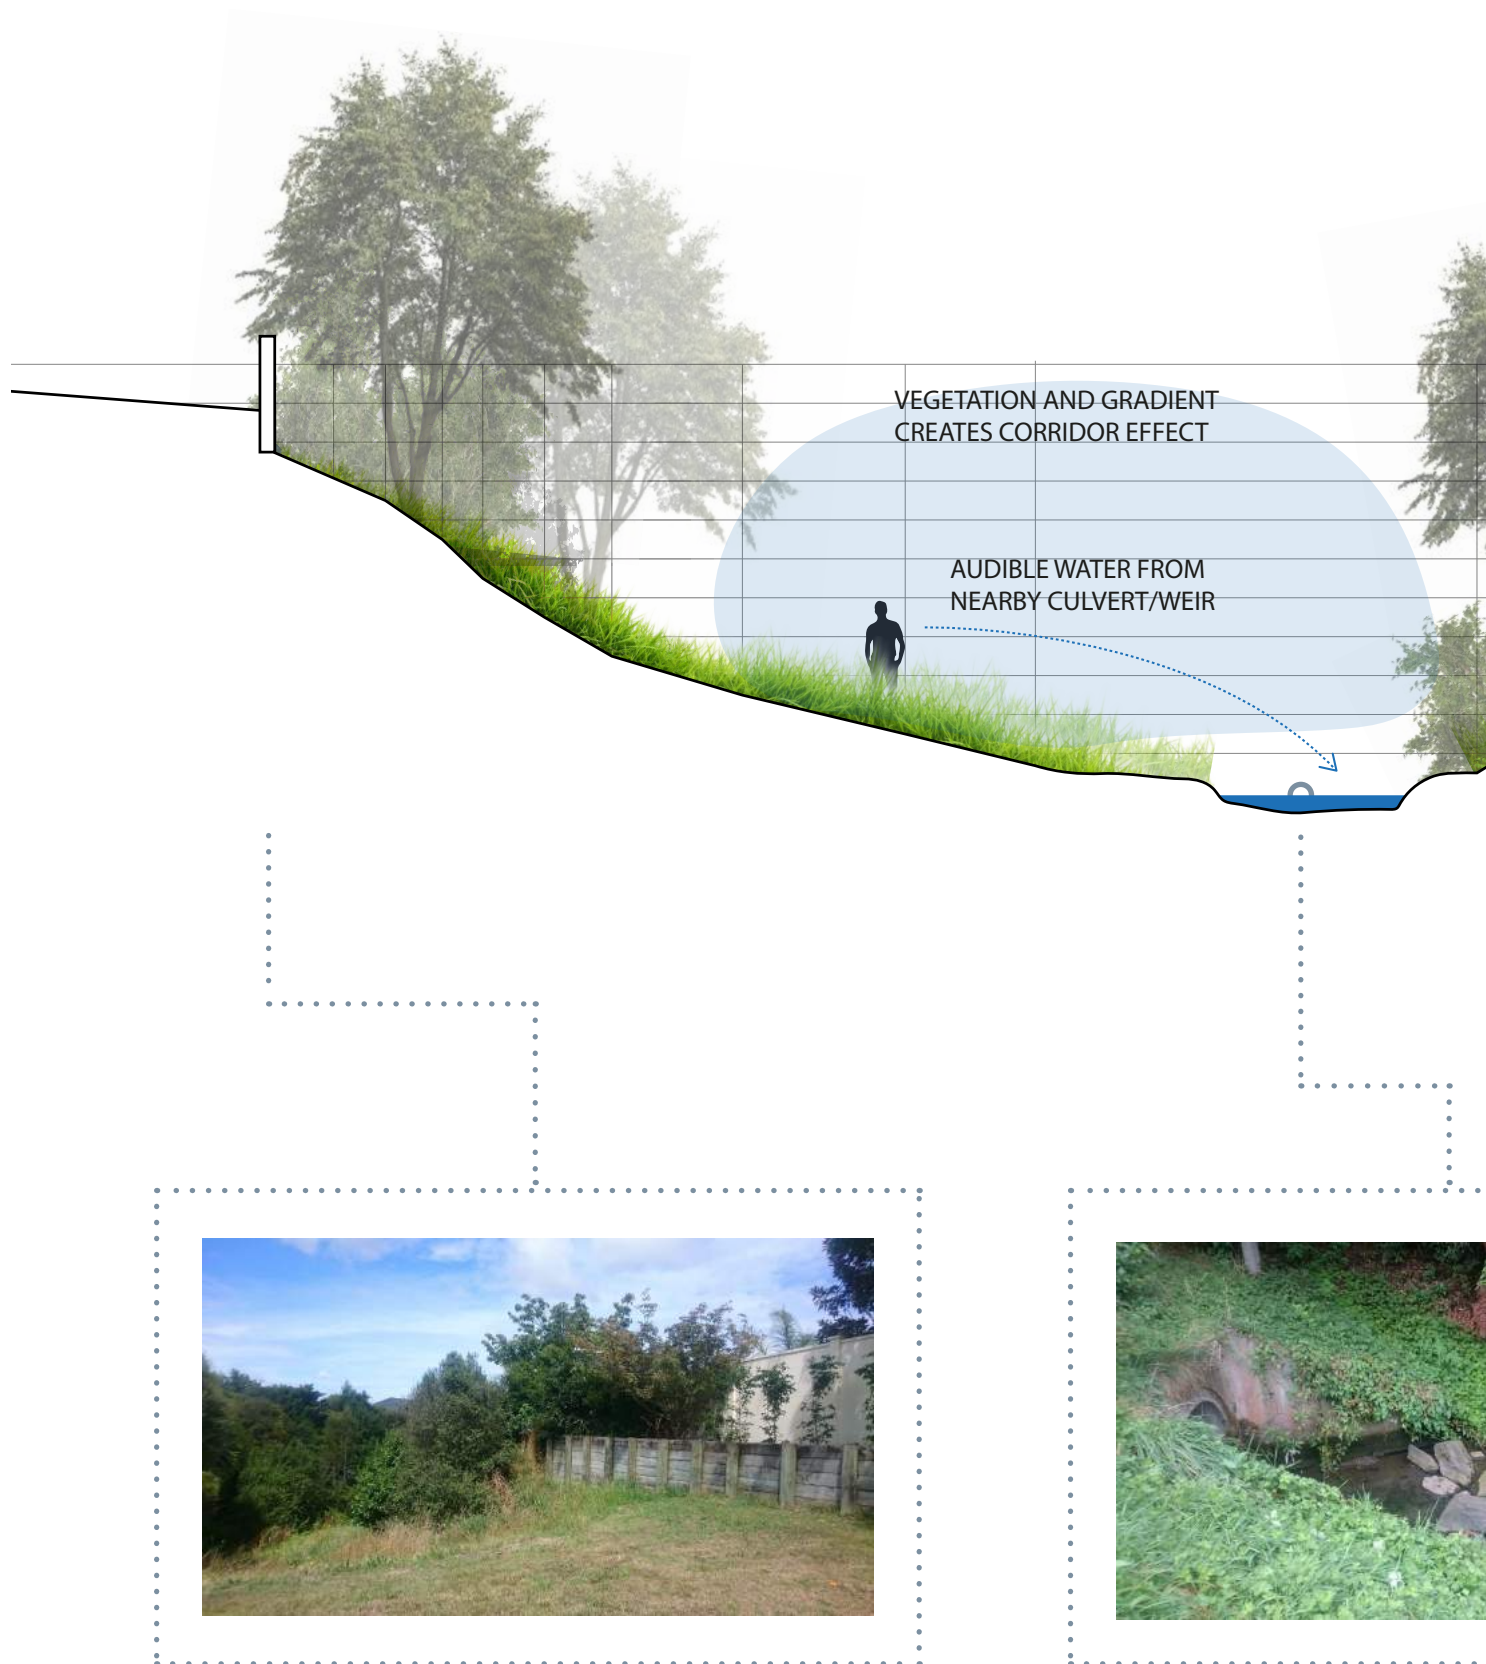 VEGETATION AND GRADIENT
CREATES CORRIDOR EFFECT
AUDIBLE WATER FROM
NEARBY CULVERT/WEIR